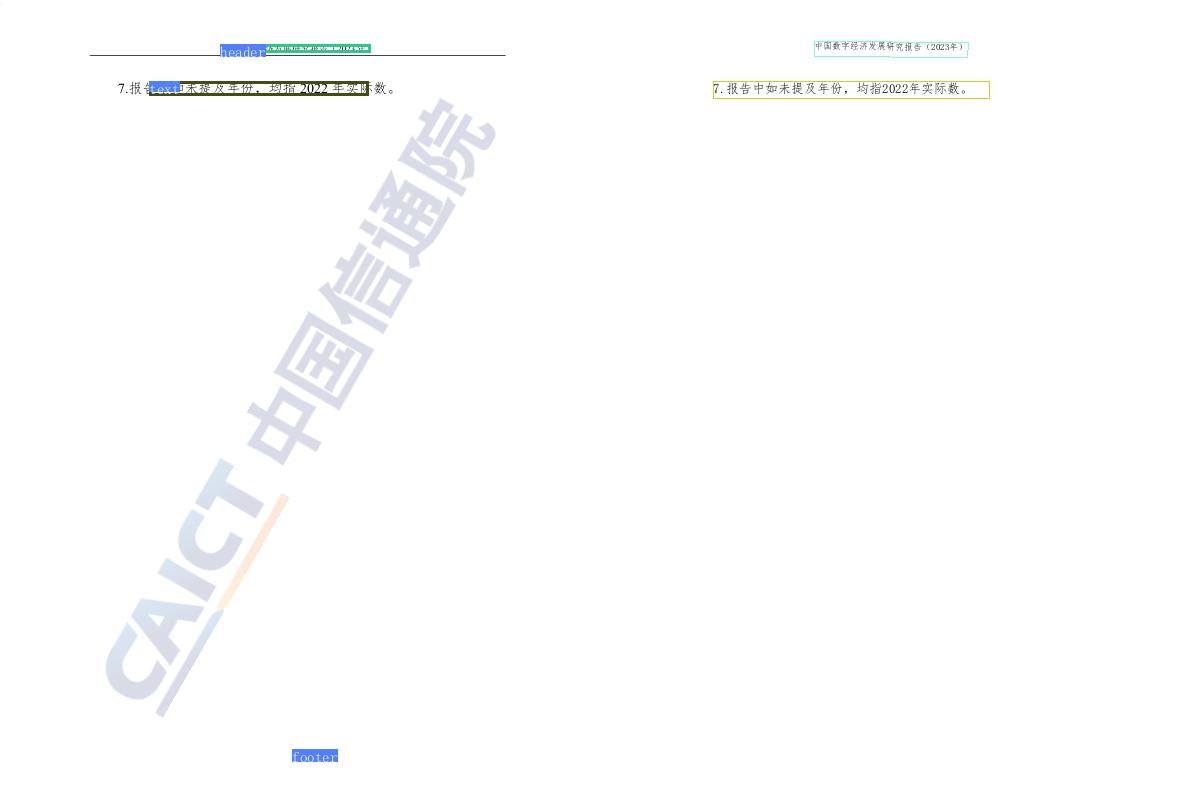 header
7.报告text中未提及年份，均指 2022 年实际数。
CAICT 中国信通院
footer
中国数字经济发展研究报告（2023年）
7.报告中如未提及年份，均指2022年实际数。